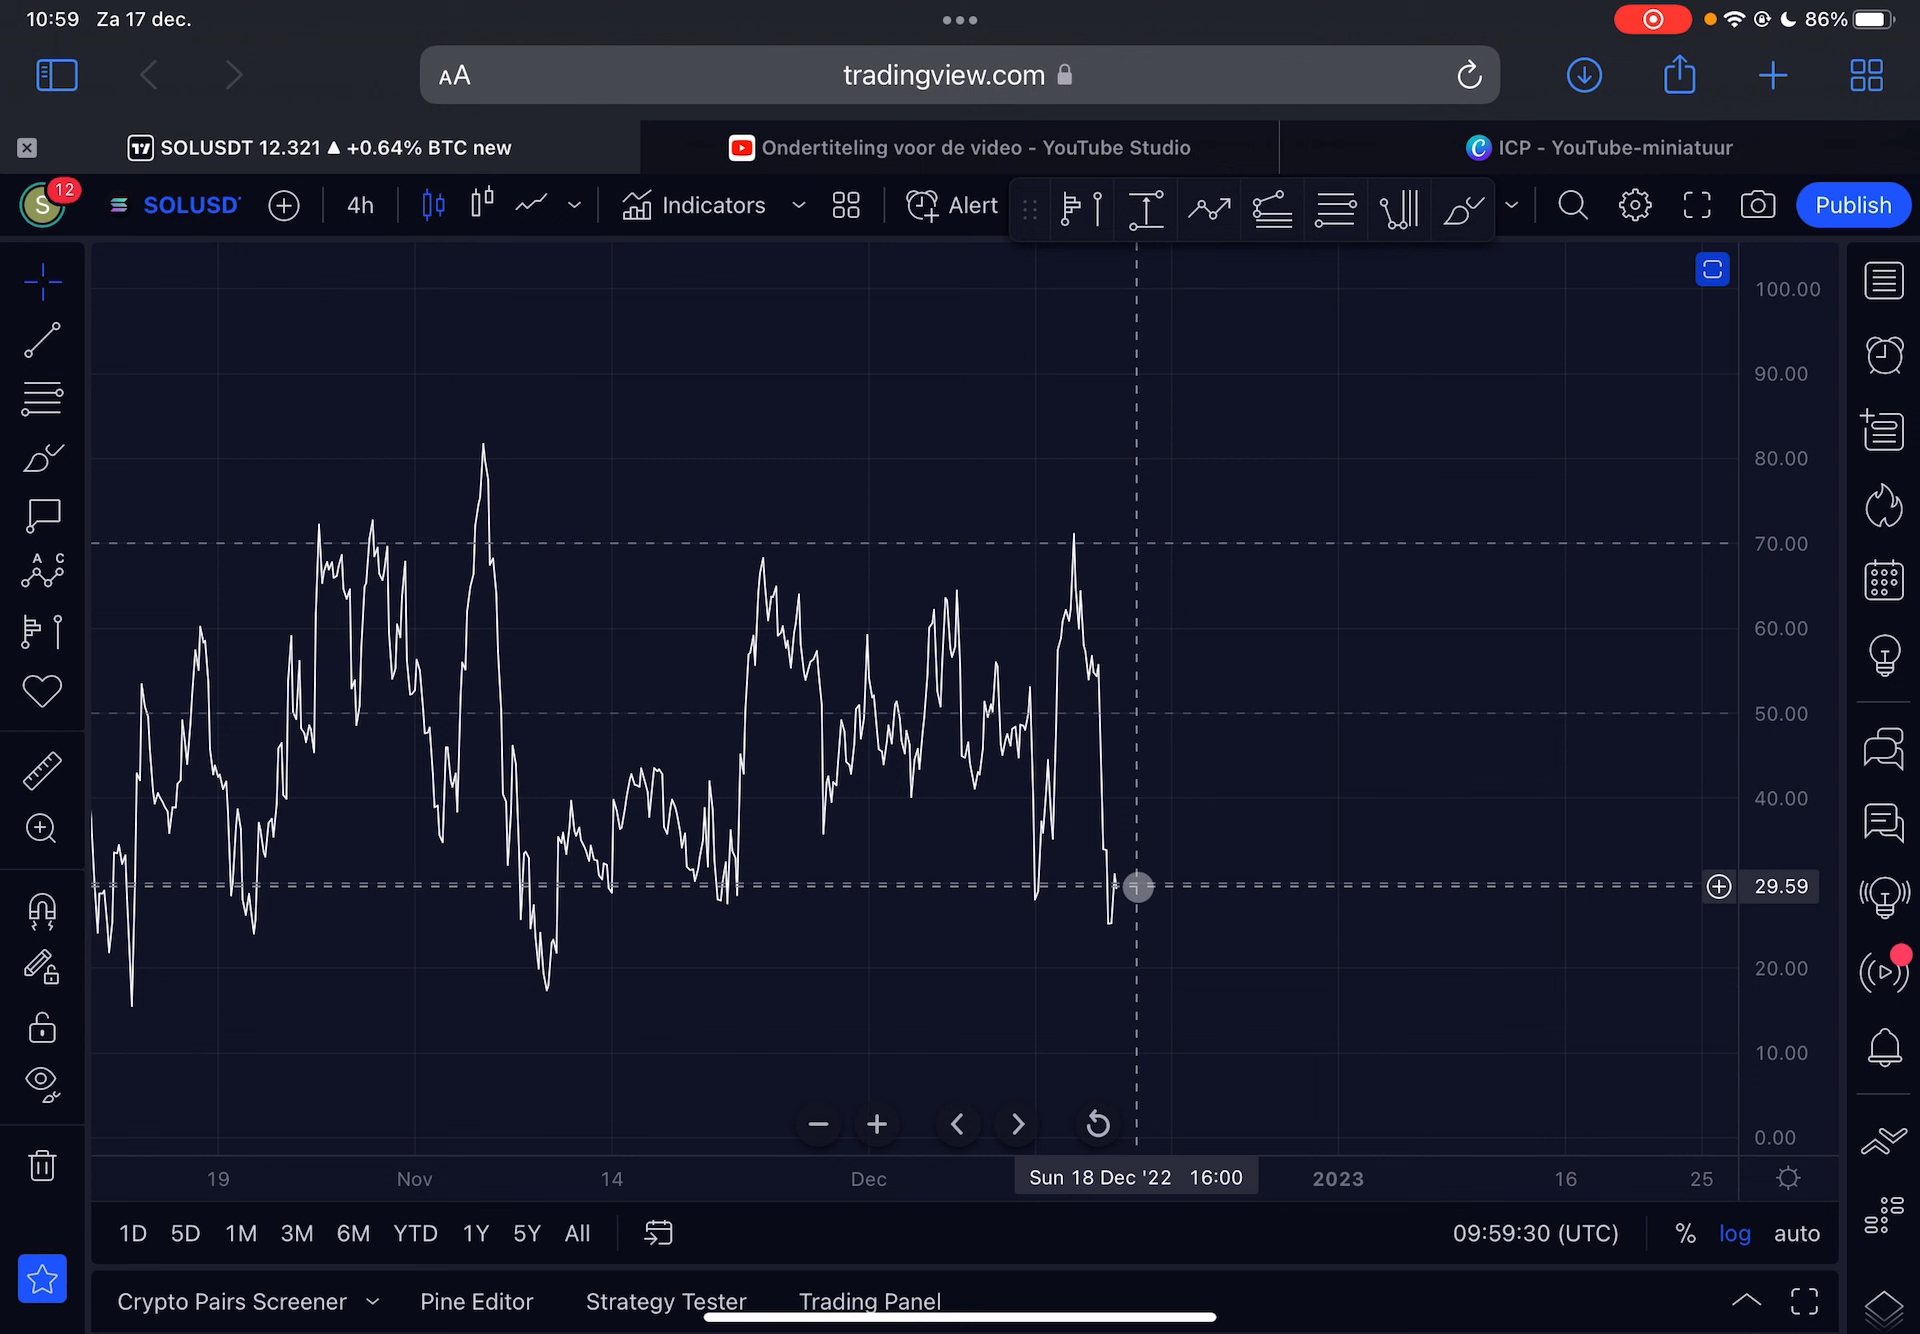 10:59 Za 17 dec.
86%
AA
tradingview.com
SOLUSDT 12.321 ▲ +0.64% BTC new
Ondertiteling voor de video - YouTube Studio
ICP - YouTube-miniatuur
S
12
SOLUSD
4h
Indicators
Alert
Publish
100.00
90.00
80.00
70.00
60.00
50.00
40.00
29.59
20.00
10.00
0.00
A C
19
Nov
14
Dec
Sun 18 Dec '22 16:00
2023
16
25
1D 5D 1M 3M 6M YTD 1Y 5Y All
09:59:30 (UTC)
% log auto
Crypto Pairs Screener
Pine Editor
Strategy Tester
Trading Panel